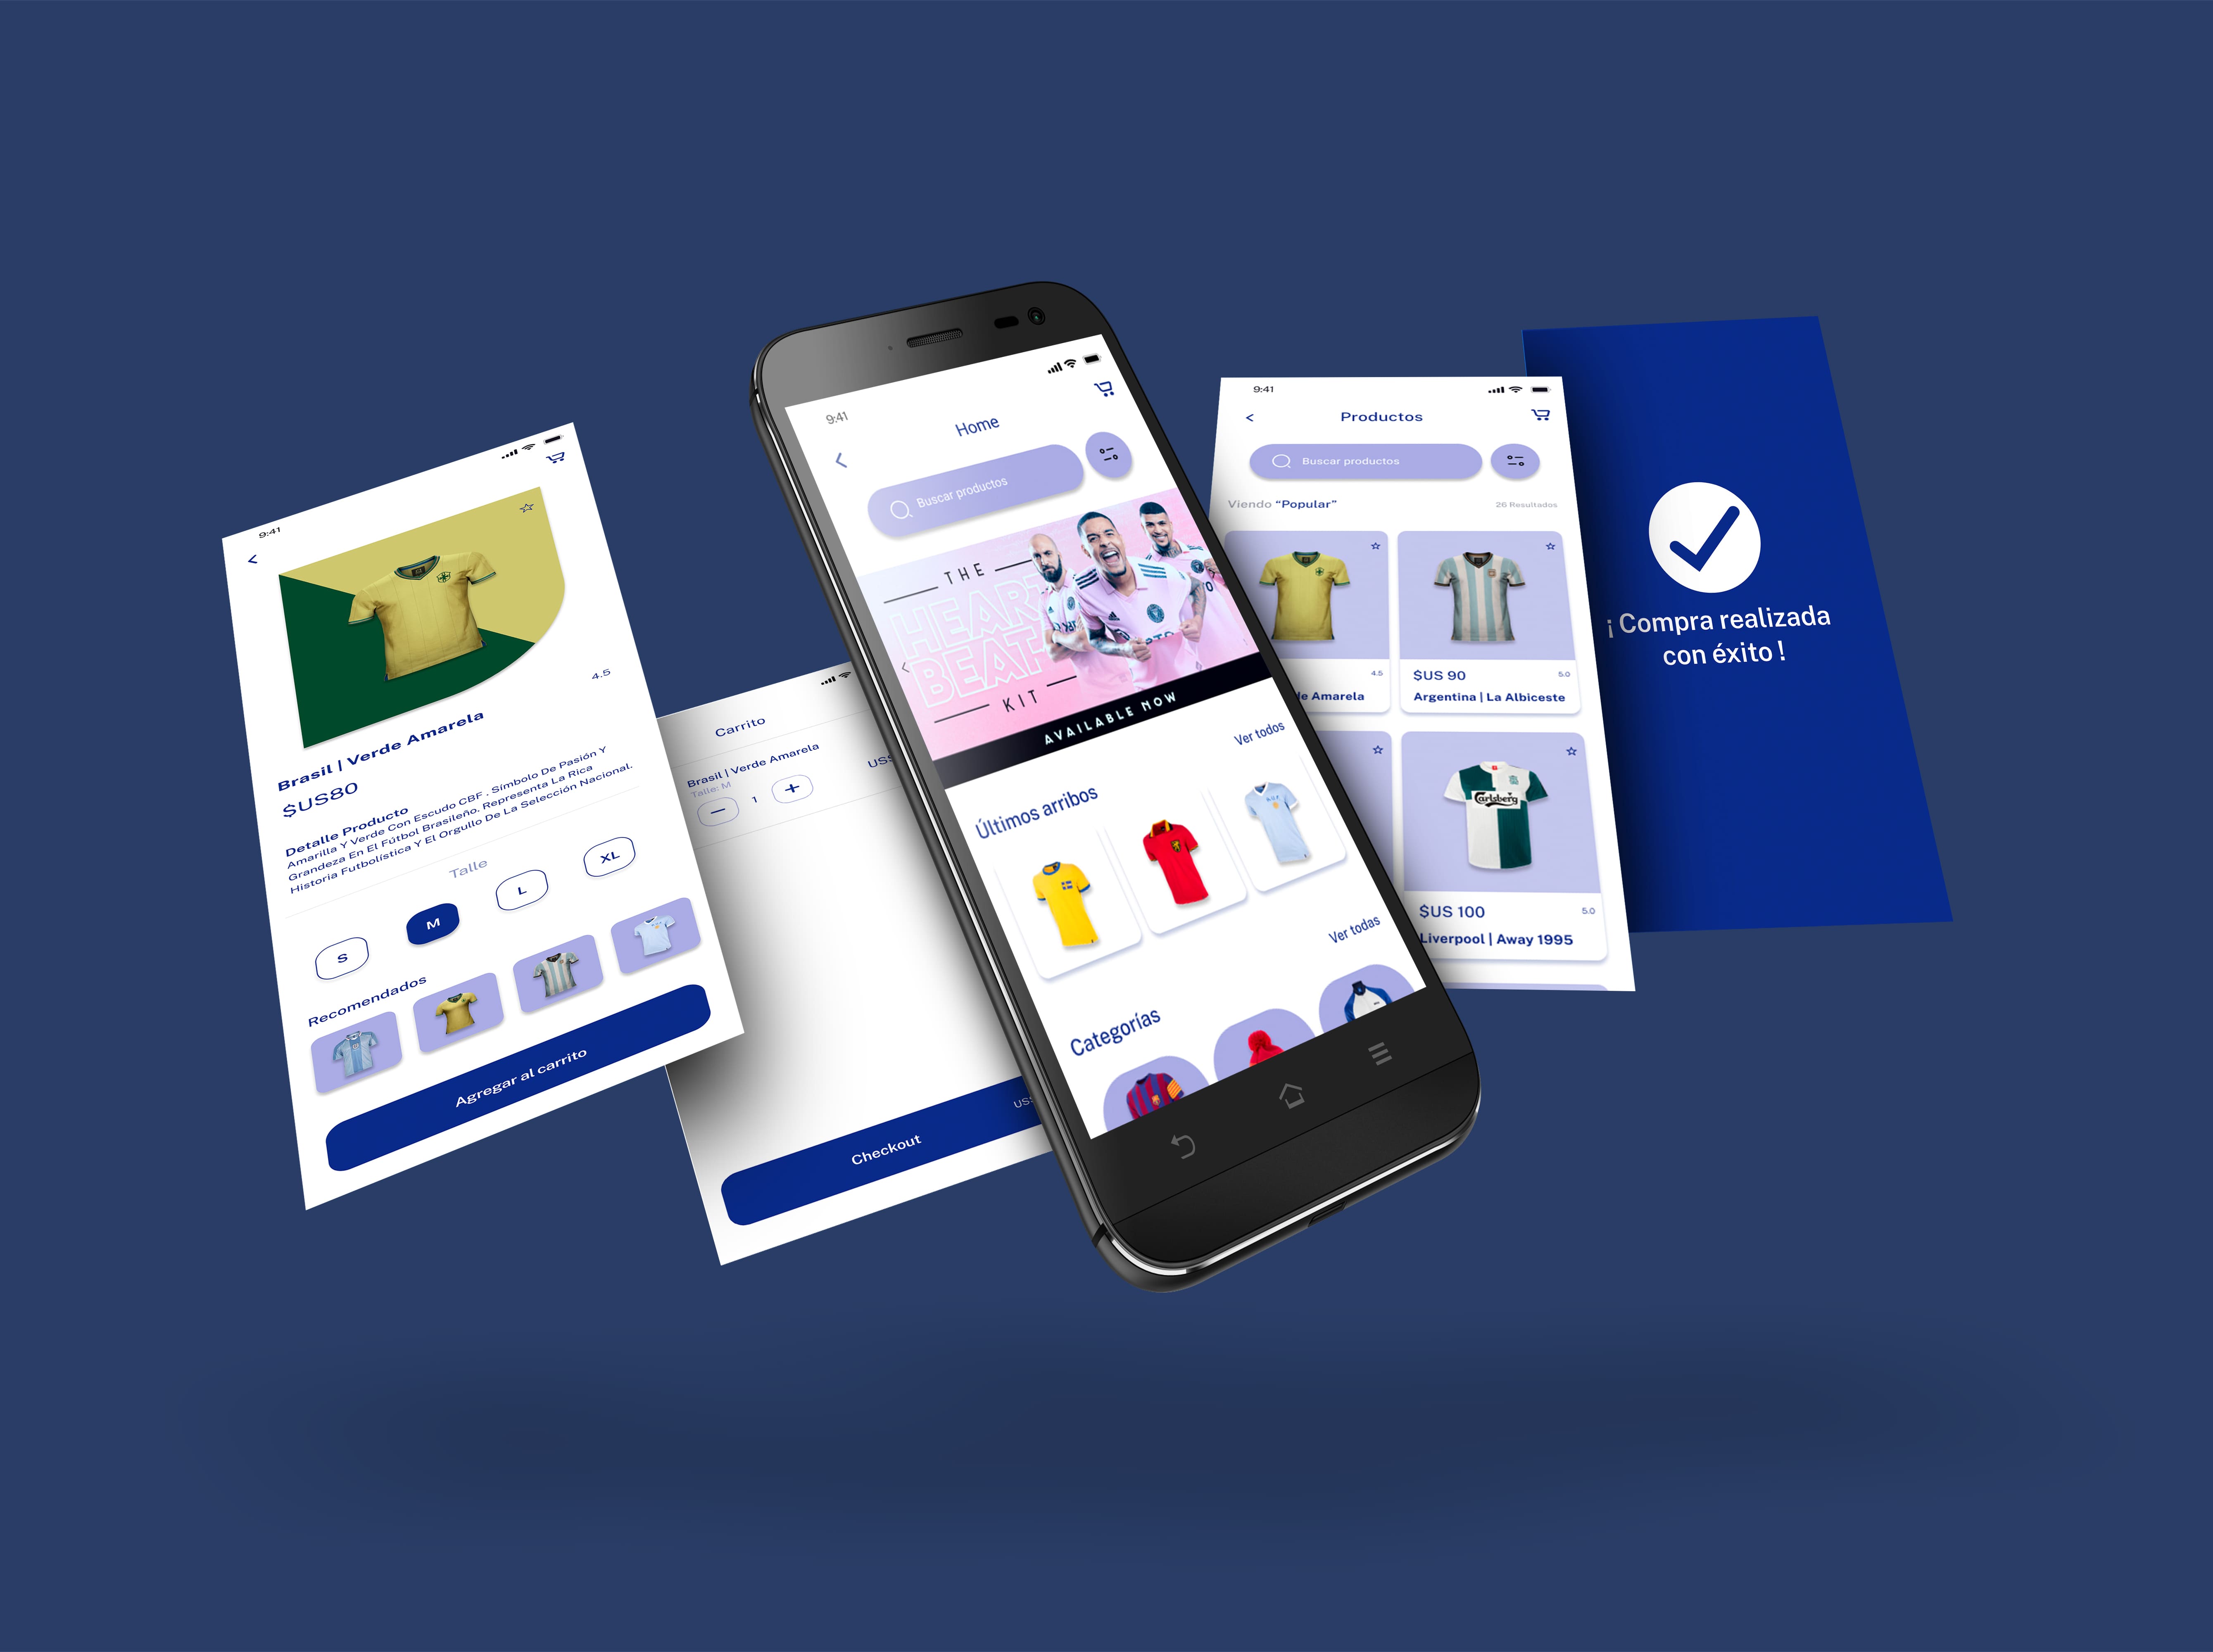 9:41
Brasil | Verde Amarela
4.5
$US80
Detalle Producto
Amarilla Y Verde Con Escudo CBF . Símbolo De Pasión Y
Grandeza En El Fútbol Brasileño. Representa La Rica
Historia Futbolística Y El Orgullo De La Selección Nacional.
Talle
S
M
L
XL
Recomendados
Agregar al carrito
Carrito
Brasil | Verde Amarela
Talle: M
1
Checkout
9:41
Home
Buscar productos
THE
HEART
BEAT
KIT
AVAILABLE NOW
Últimos arribos
Ver todos
Categorías
Ver todas
9:41
Productos
Buscar productos
Viendo “Popular”
26 Resultados
4.5
Amarela
$US 90
5.0
Argentina | La Albiceste
Carlsberg
$US 100
5.0
Liverpool | Away 1995
¡ Compra realizada
con éxito !